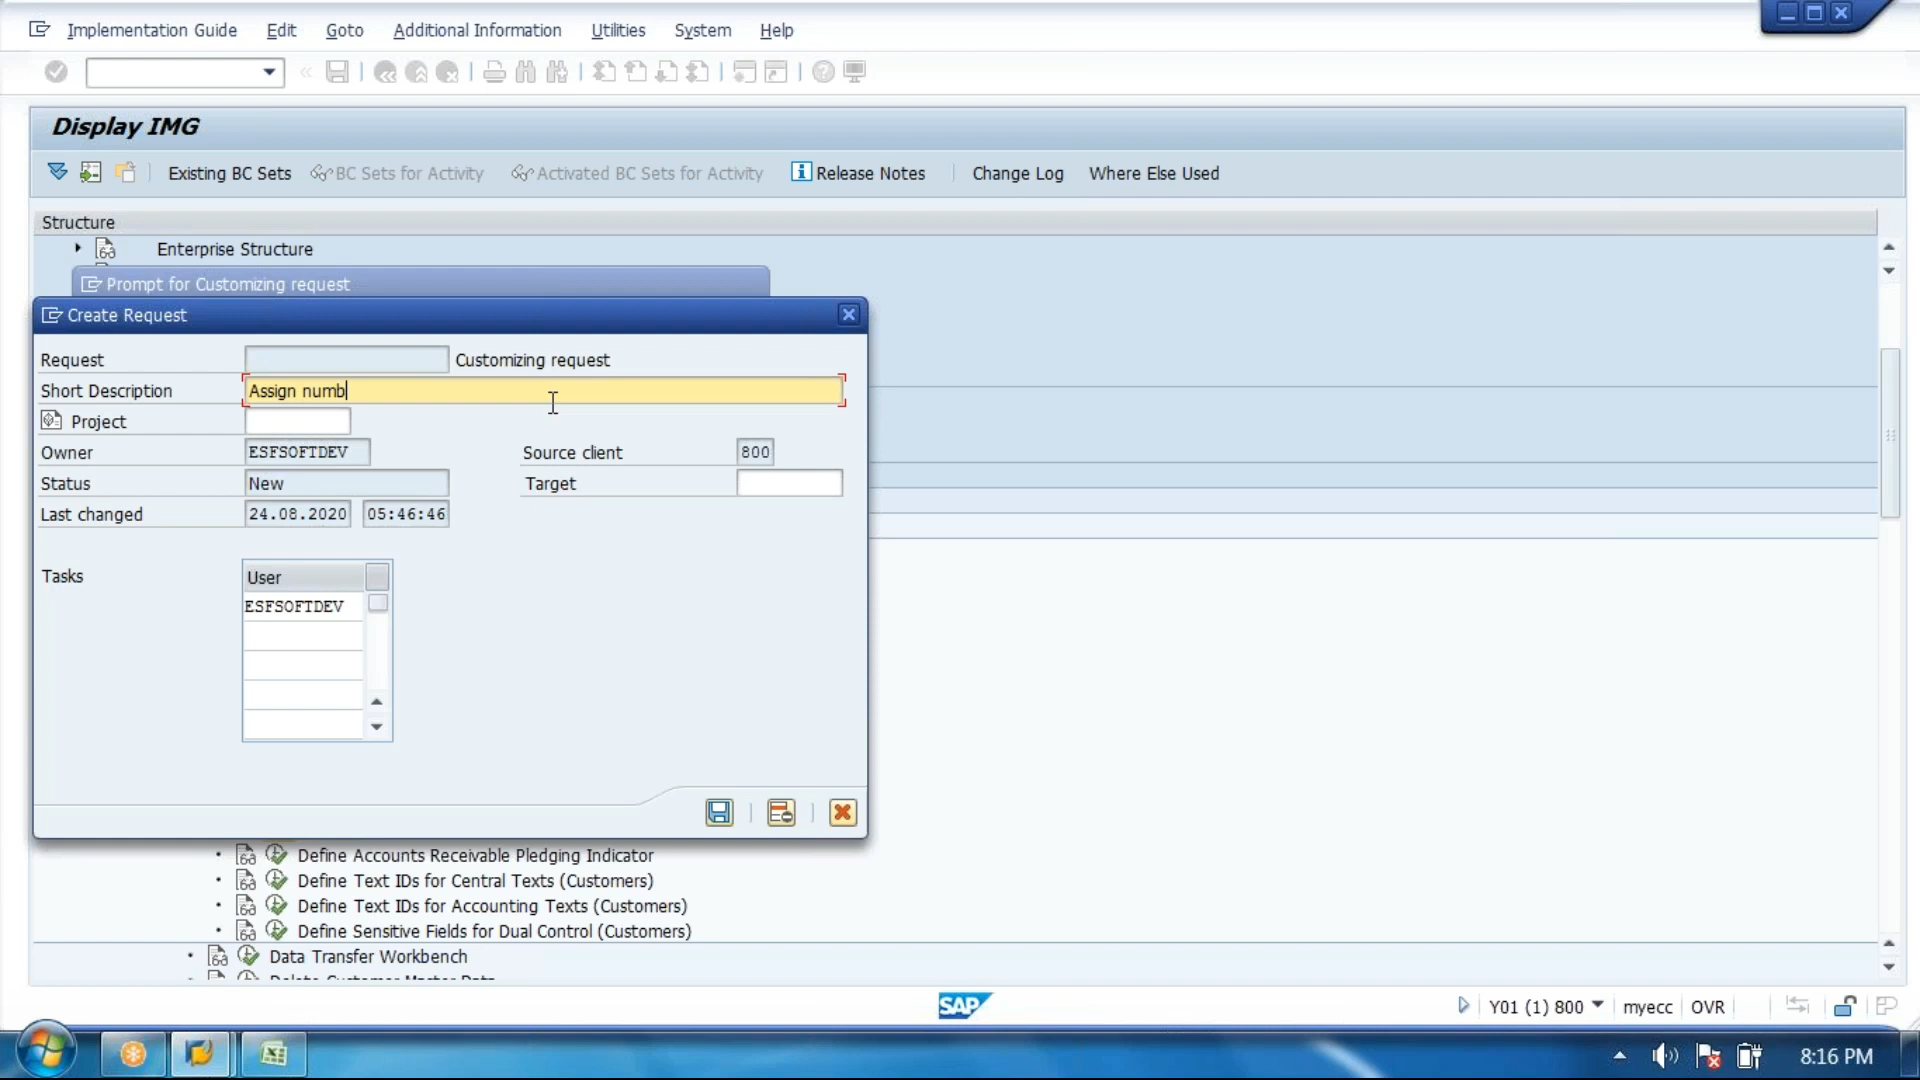 Implementation Guide Edit Goto Additional Information Utilities System Help
Display IMG
Existing BC Sets BC Sets for Activity Activated BC Sets for Activity Release Notes Change Log Where Else Used
Structure
Enterprise Structure
Prompt for Customizing request
Create Request
Request Customizing request
Short Description Assign numb
Project
Owner ESFSOFTDEV Source client 800
Status New Target
Last changed 24.08.2020 05:46:46
Tasks User
ESFSOFTDEV
Define Accounts Receivable Pledging Indicator
Define Text IDs for Central Texts (Customers)
Define Text IDs for Accounting Texts (Customers)
Define Sensitive Fields for Dual Control (Customers)
Data Transfer Workbench
Delete Customer Master Data
SAP Y01 (1) 800 myecc OVR
8:16 PM